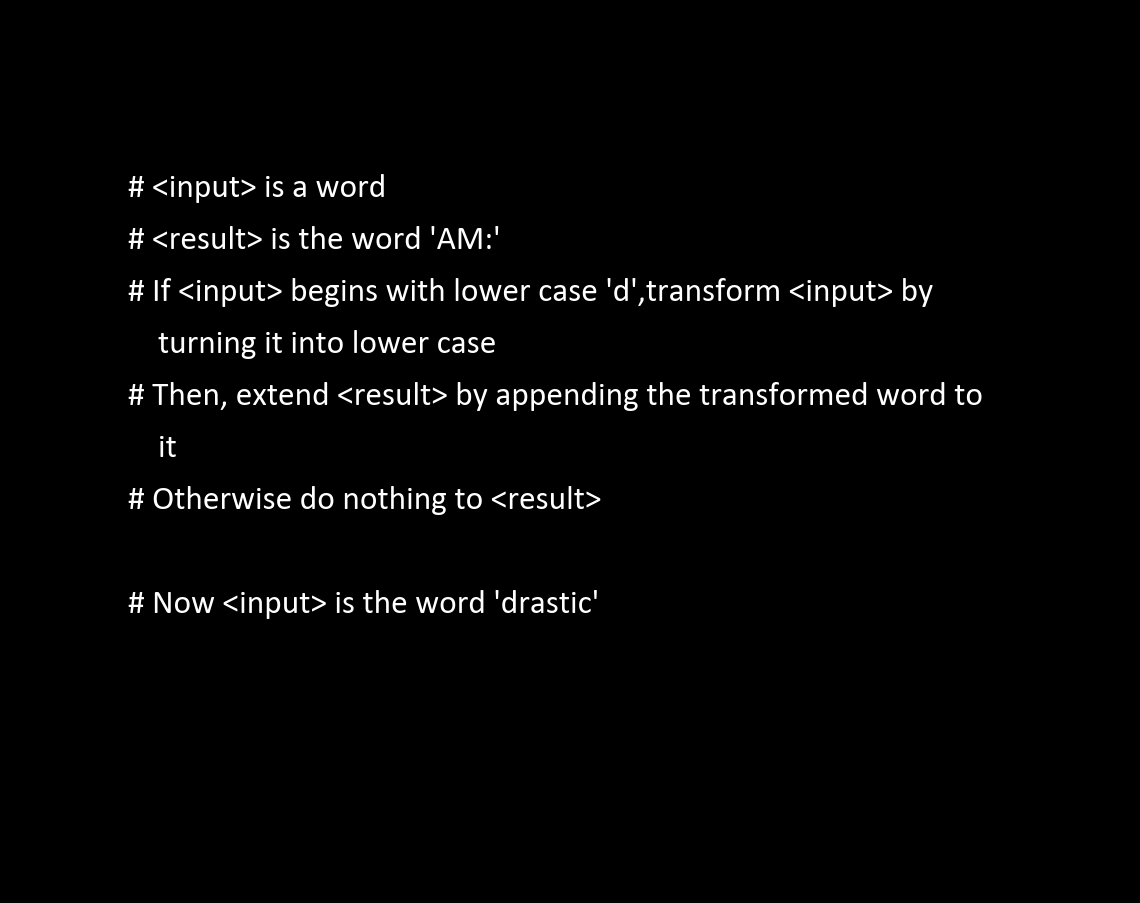 # <input> is a word
# <result> is the word 'AM:'
# If <input> begins with lower case 'd',transform <input> by
turning it into lower case
# Then, extend <result> by appending the transformed word to
it
# Otherwise do nothing to <result>
# Now <input> is the word 'drastic'